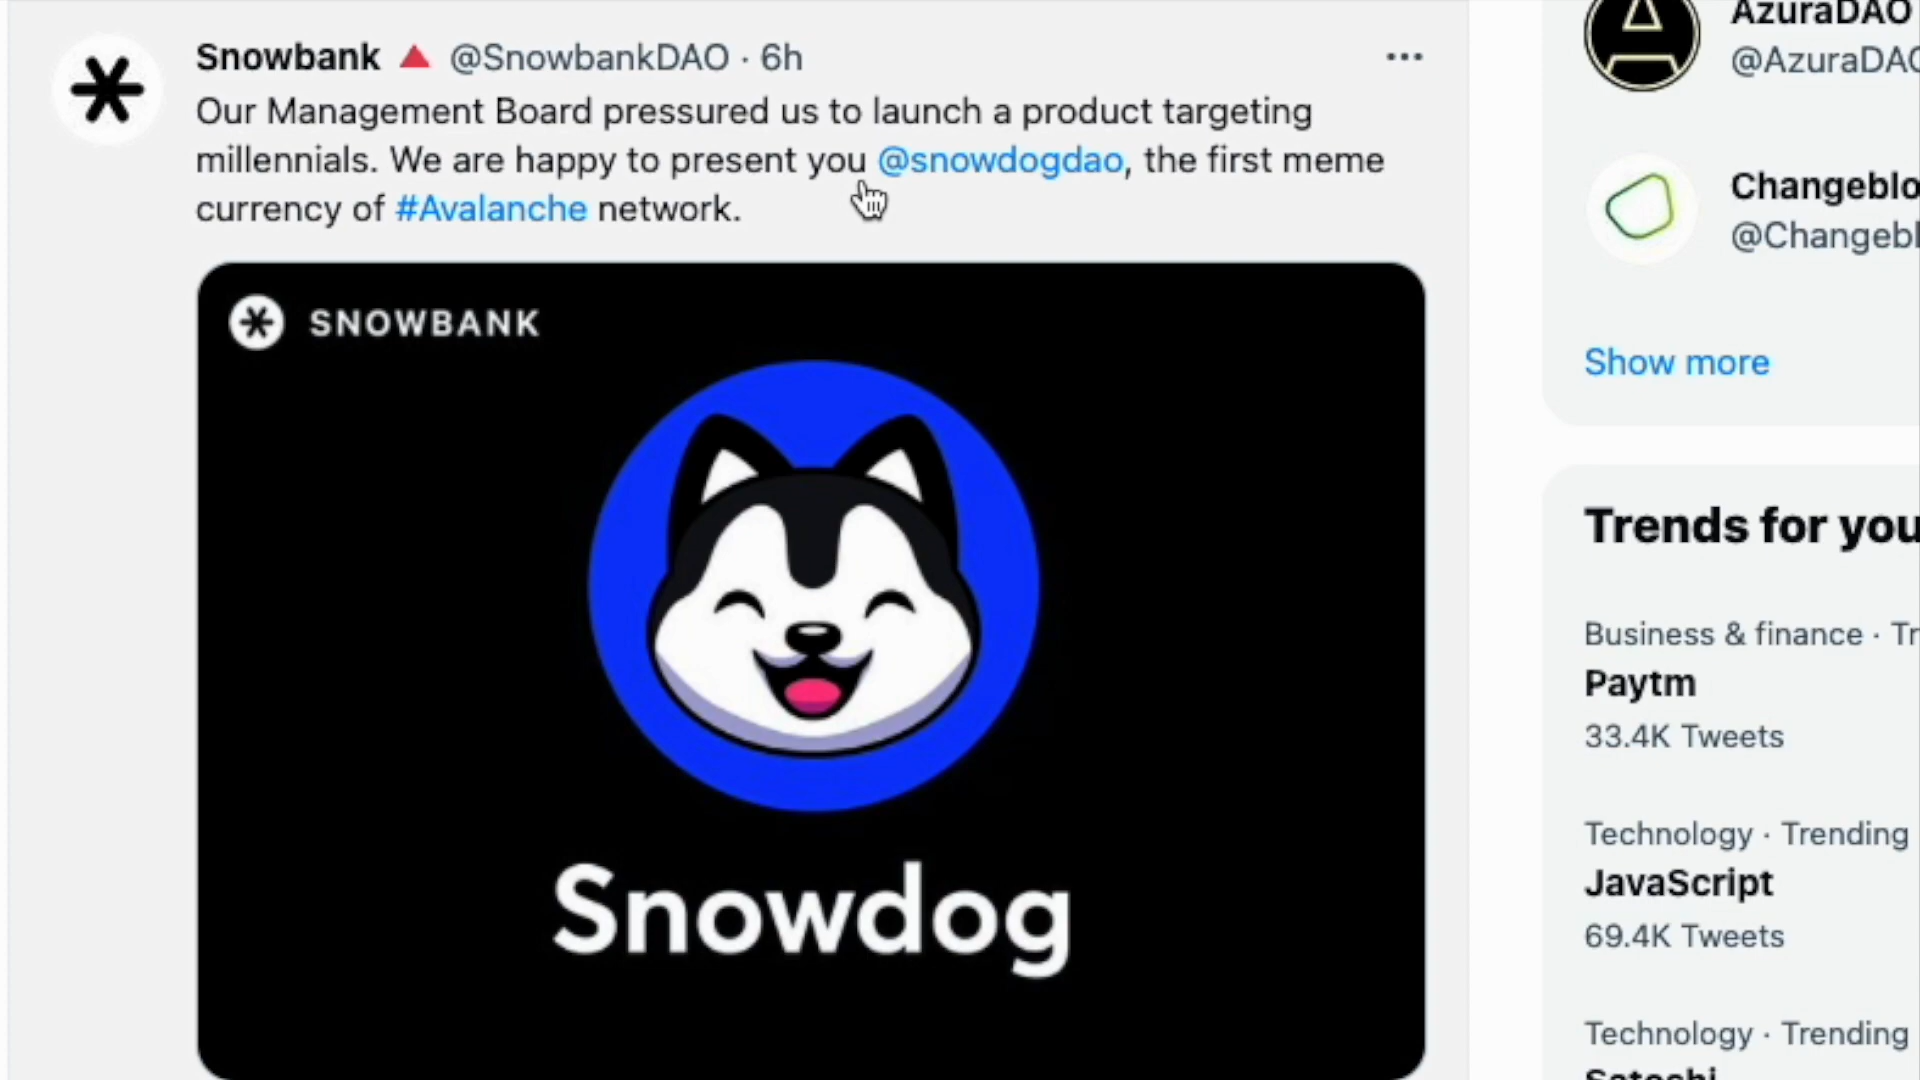 Snowbank 🔺 @SnowbankDAO · 6h
Our Management Board pressured us to launch a product targeting
millennials. We are happy to present you @snowdogdao, the first meme
currency of #Avalanche network.
SNOWBANK
Snowdog
AzuraDAO
@AzuraDAO
Changeblo
@Changebl
Show more
Trends for you
Business & finance · Tr
Paytm
33.4K Tweets
Technology · Trending
JavaScript
69.4K Tweets
Technology · Trending